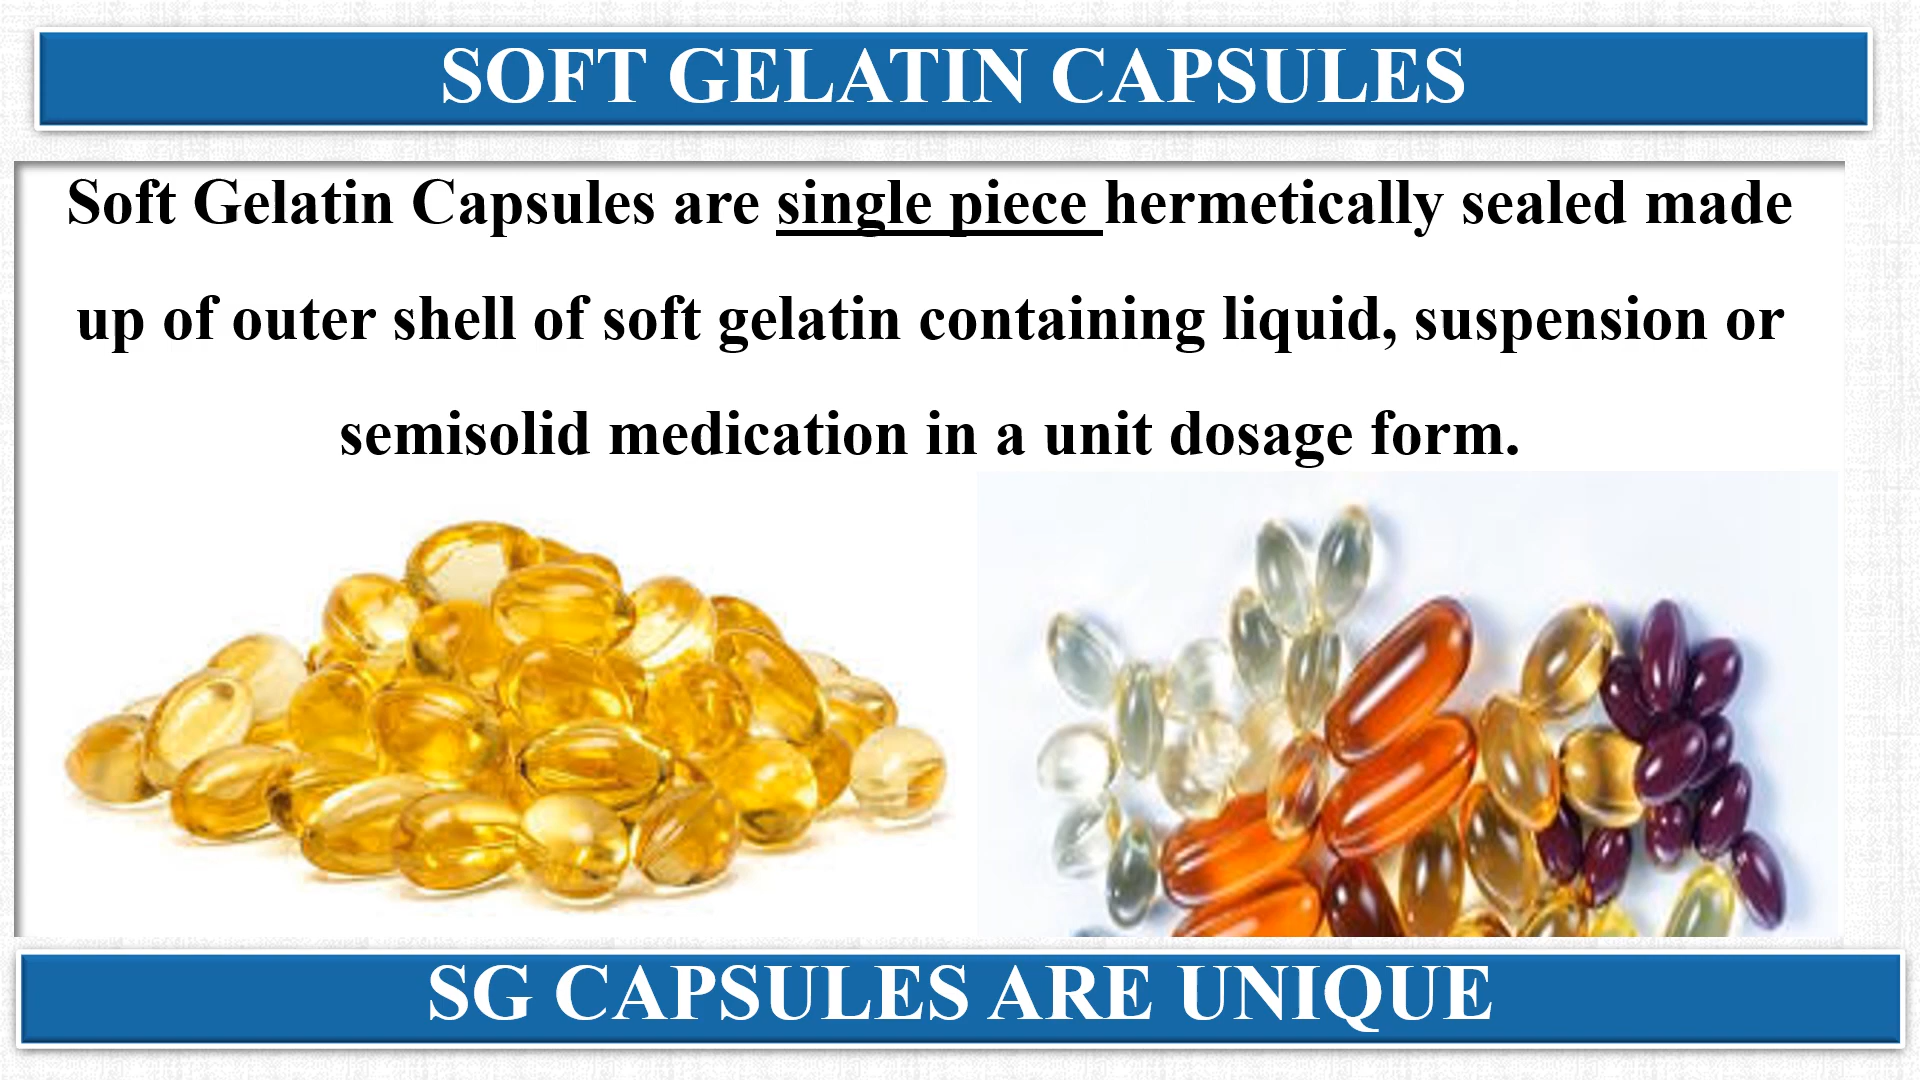 SOFT GELATIN CAPSULES
Soft Gelatin Capsules are single piece hermetically sealed made
up of outer shell of soft gelatin containing liquid, suspension or
semisolid medication in a unit dosage form.
SG CAPSULES ARE UNIQUE